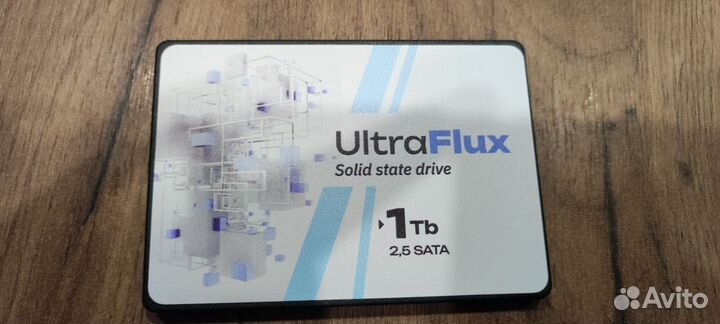 UltraFlux
Solid state drive
1Tb
2,5 SATA
Avito